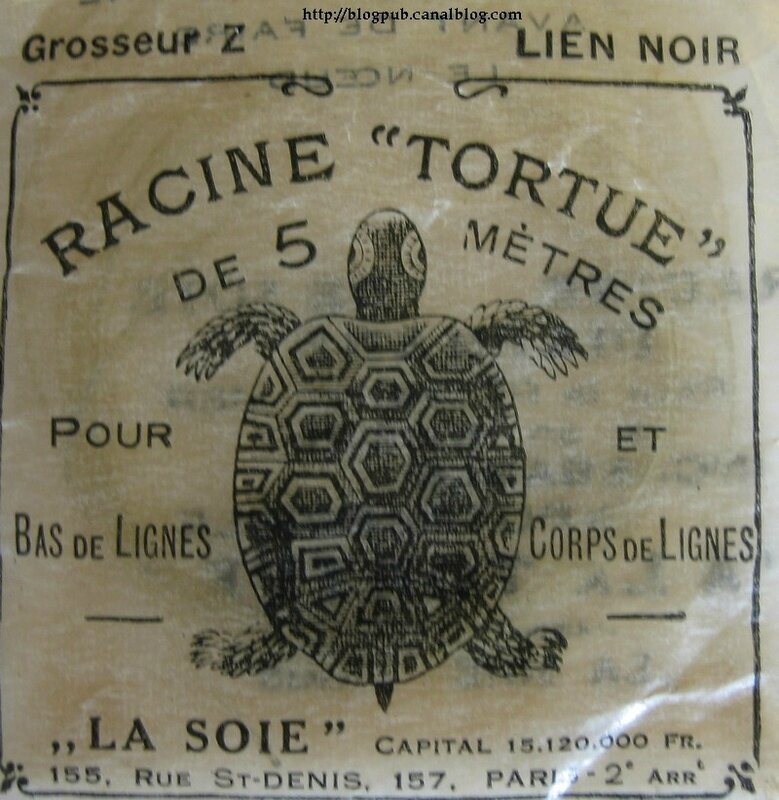 http://blogpub.canalblog.com
Grosseur Z LIEN NOIR
RACINE “TORTUE”
DE 5 MÈTRES
POUR ET
BAS DE LIGNES CORPS DE LIGNES
„LA SOIE” CAPITAL 15.120.000 FR.
155, RUE ST-DENIS, 157, PARIS - 2e ARRt